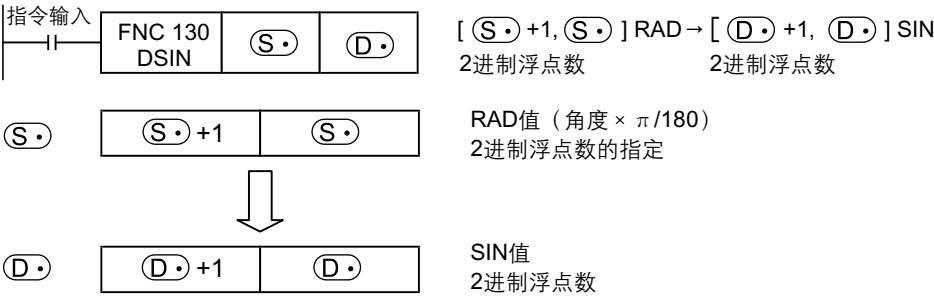 指令输入
FNC 130 DSIN S· D· [ S· +1, S· ] RAD → [ D· +1, D· ] SIN
2进制浮点数 2进制浮点数
S· S· +1 S· RAD值（角度 × π/180）
2进制浮点数的指定
D· D· +1 D· SIN值
2进制浮点数